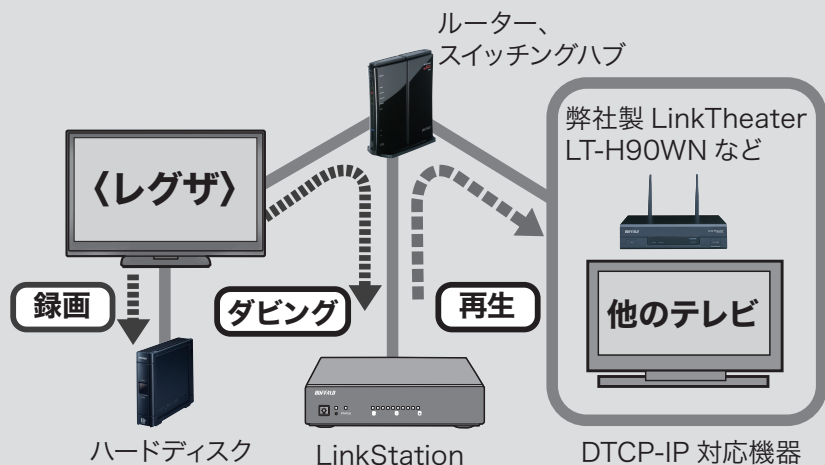 ルーター、
スイッチングハブ
弊社製 LinkTheater
LT-H90WN など
〈レグザ〉
BUFFALO
録画
ダビング
再生
他のテレビ
BUFFALO
ハードディスク
LinkStation
DTCP-IP 対応機器